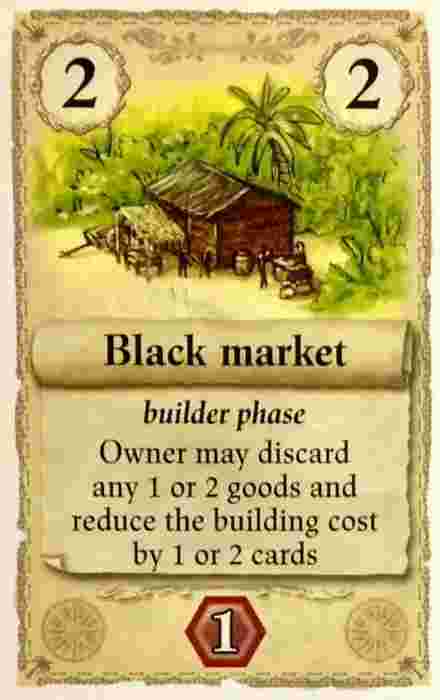 2 2
Black market
builder phase
Owner may discard
any 1 or 2 goods and
reduce the building cost
by 1 or 2 cards
1